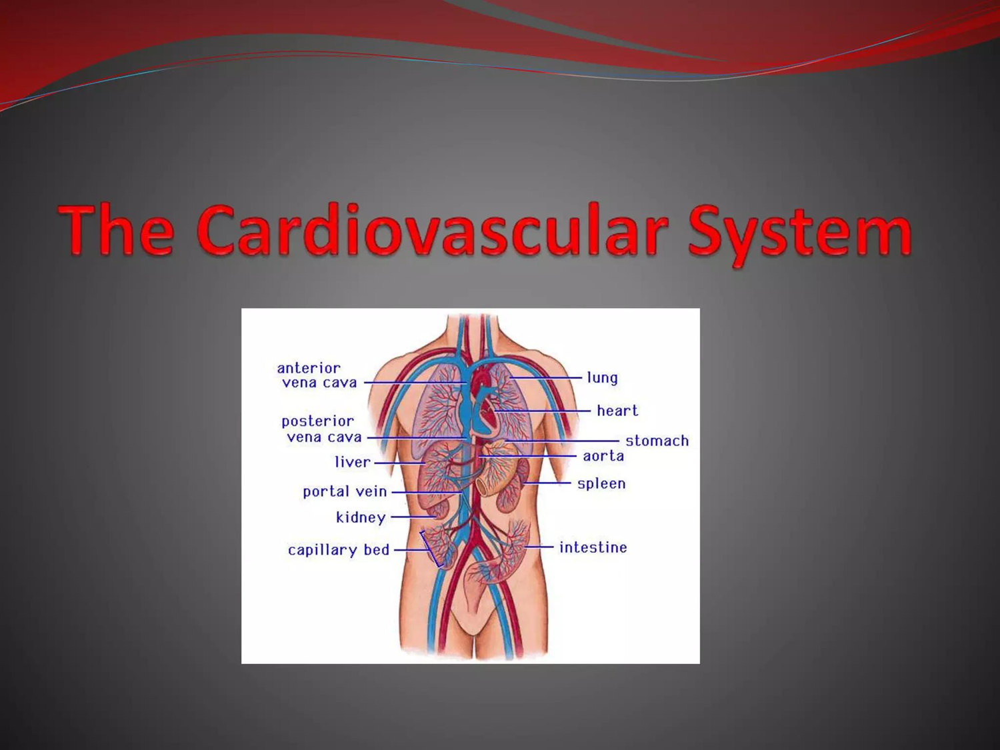 The Cardiovascular System
anterior
vena cava
posterior
vena cava
liver
portal vein
kidney
capillary bed
lung
heart
stomach
aorta
spleen
intestine